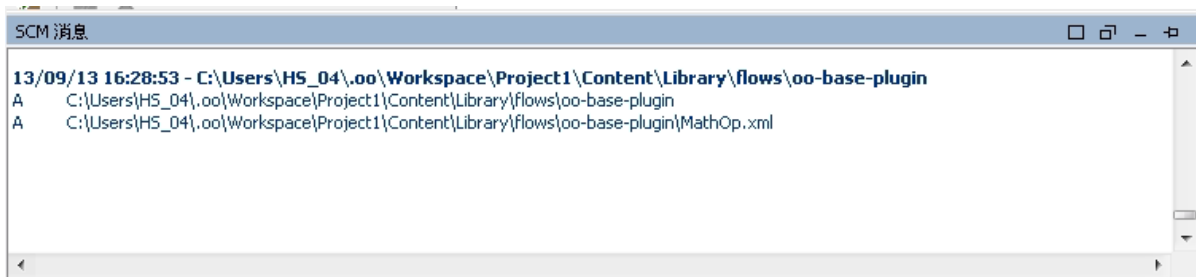 SCM 消息
13/09/13 16:28:53 - C:\Users\HS_04\.oo\Workspace\Project1\Content\Library\flows\oo-base-plugin
A C:\Users\HS_04\.oo\Workspace\Project1\Content\Library\flows\oo-base-plugin
A C:\Users\HS_04\.oo\Workspace\Project1\Content\Library\flows\oo-base-plugin\MathOp.xml